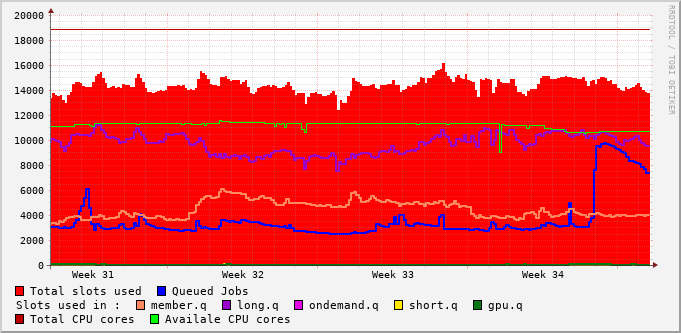 RRDTOOL / TOBI OETIKER
20000
18000
16000
14000
12000
10000
8000
6000
4000
2000
0
Week 31 Week 32 Week 33 Week 34
Total slots used Queued Jobs
Slots used in : member.q long.q ondemand.q short.q gpu.q
Total CPU cores Availale CPU cores